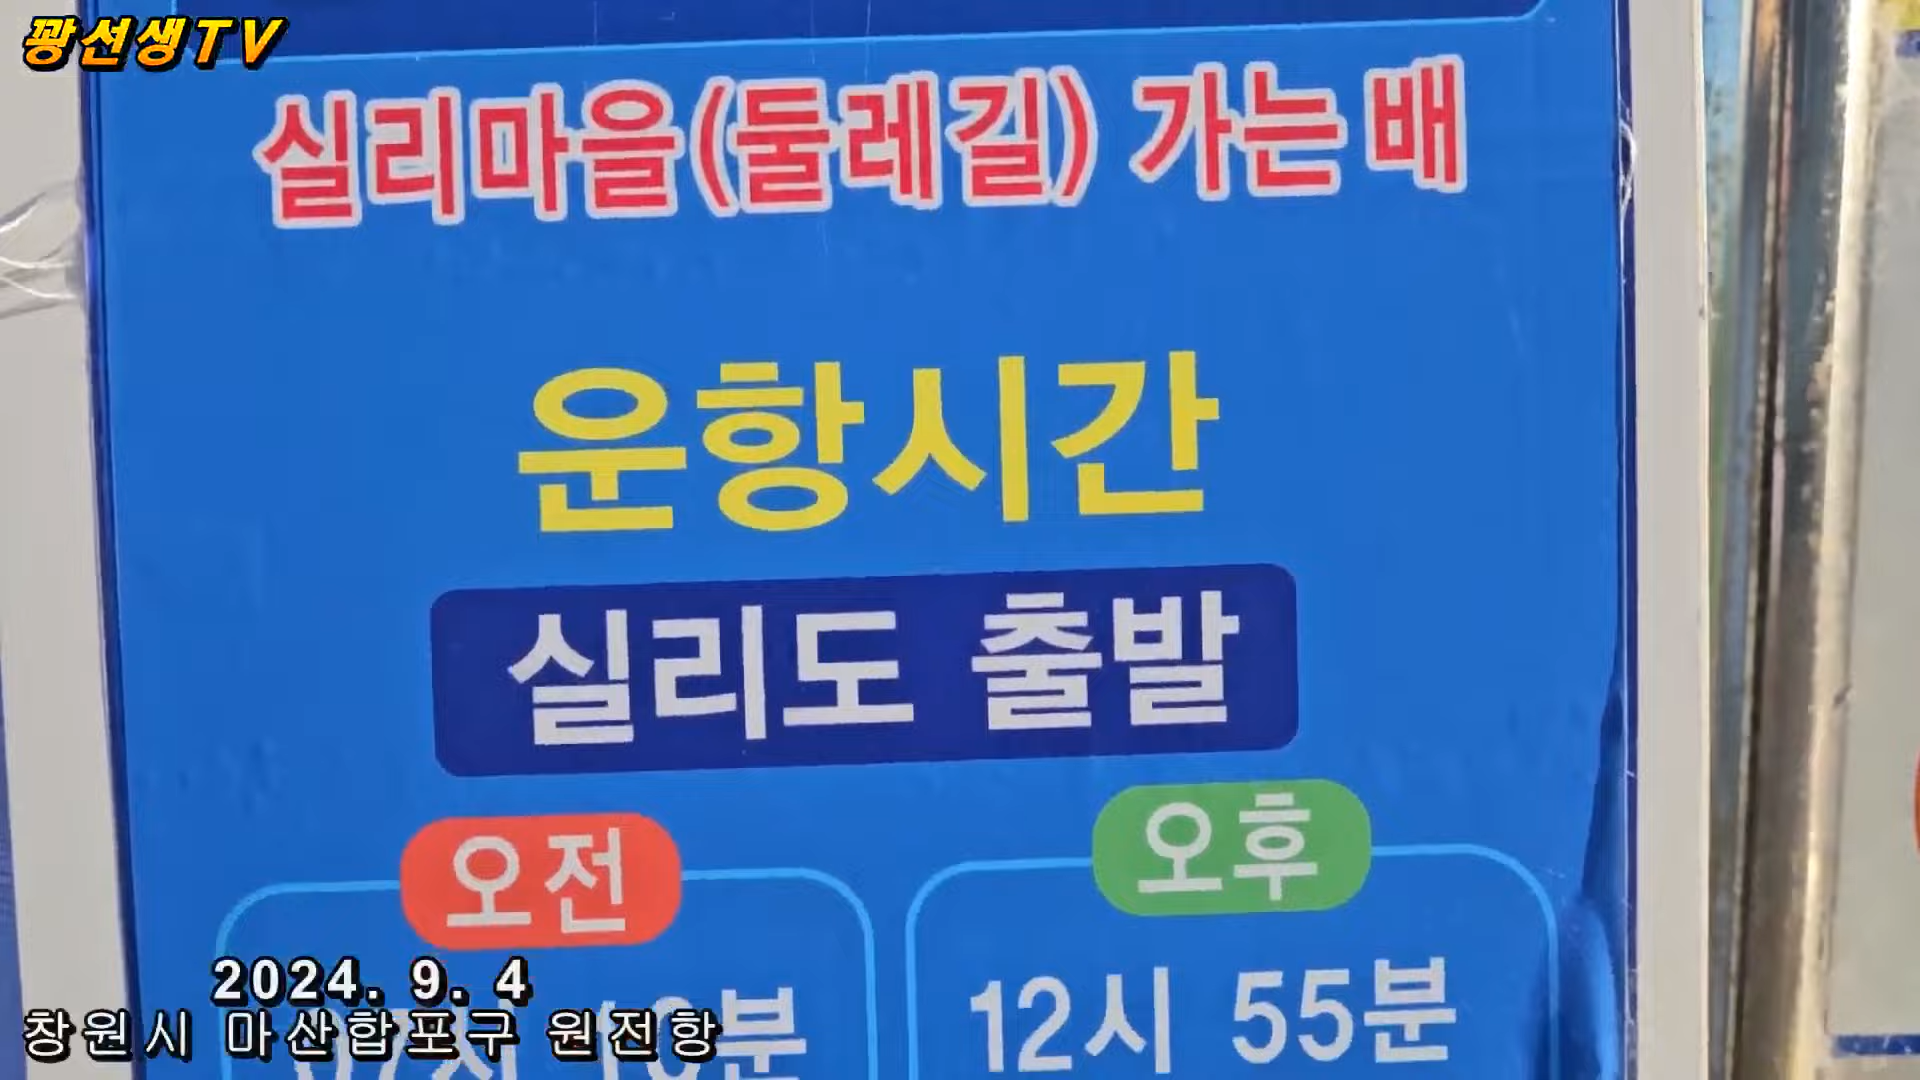 꽝선생TV
실리마을(둘레길) 가는 배
운항시간
실리도 출발
오전
오후
12시 55분
2024. 9. 4
창원시 마산합포구 원전항